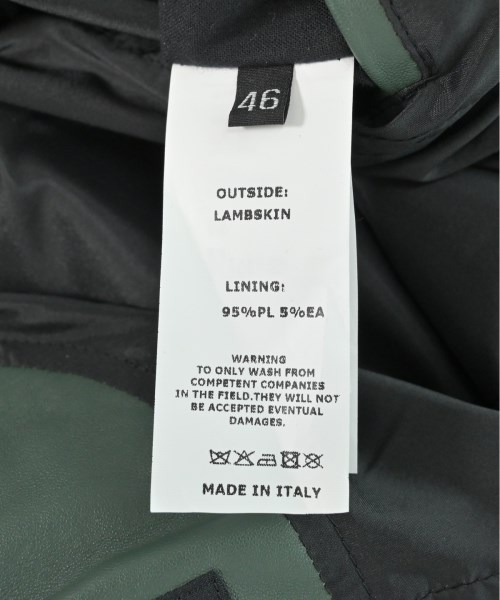 46
OUTSIDE:
LAMBSKIN
LINING:
95%PL 5%EA
WARNING
TO ONLY WASH FROM
COMPETENT COMPANIES
IN THE FIELD.THEY WILL NOT
BE ACCEPTED EVENTUAL
DAMAGES.
MADE IN ITALY